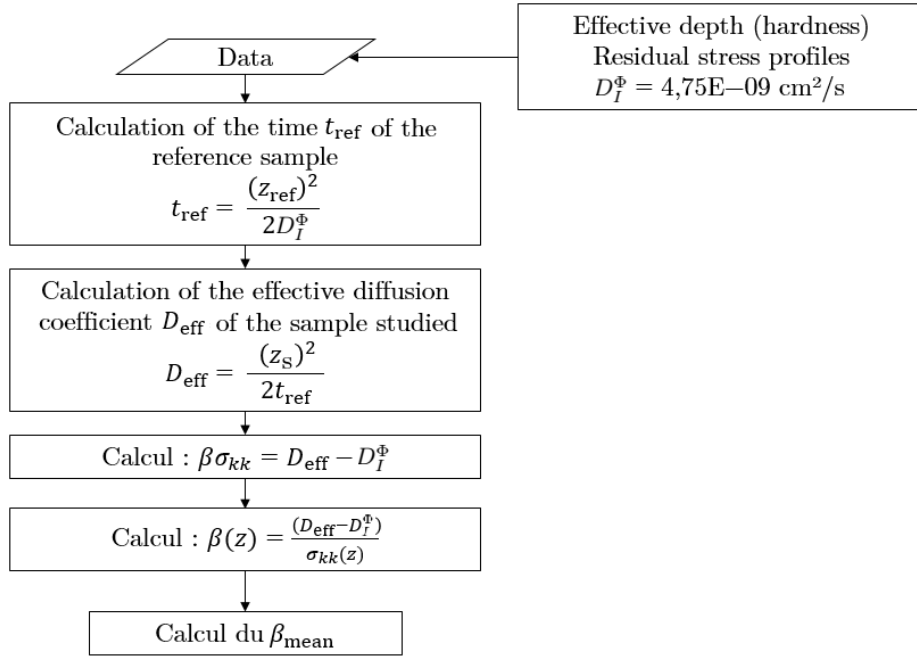 Data
Effective depth (hardness)
Residual stress profiles
D_I^Φ = 4,75E−09 cm²/s
Calculation of the time t_ref of the
reference sample
t_ref = (z_ref)^2 / 2D_I^Φ
Calculation of the effective diffusion
coefficient D_eff of the sample studied
D_eff = (z_s)^2 / 2t_ref
Calcul : βσ_kk = D_eff − D_I^Φ
Calcul : β(z) = (D_eff−D_I^Φ) / σ_kk(z)
Calcul du β_mean